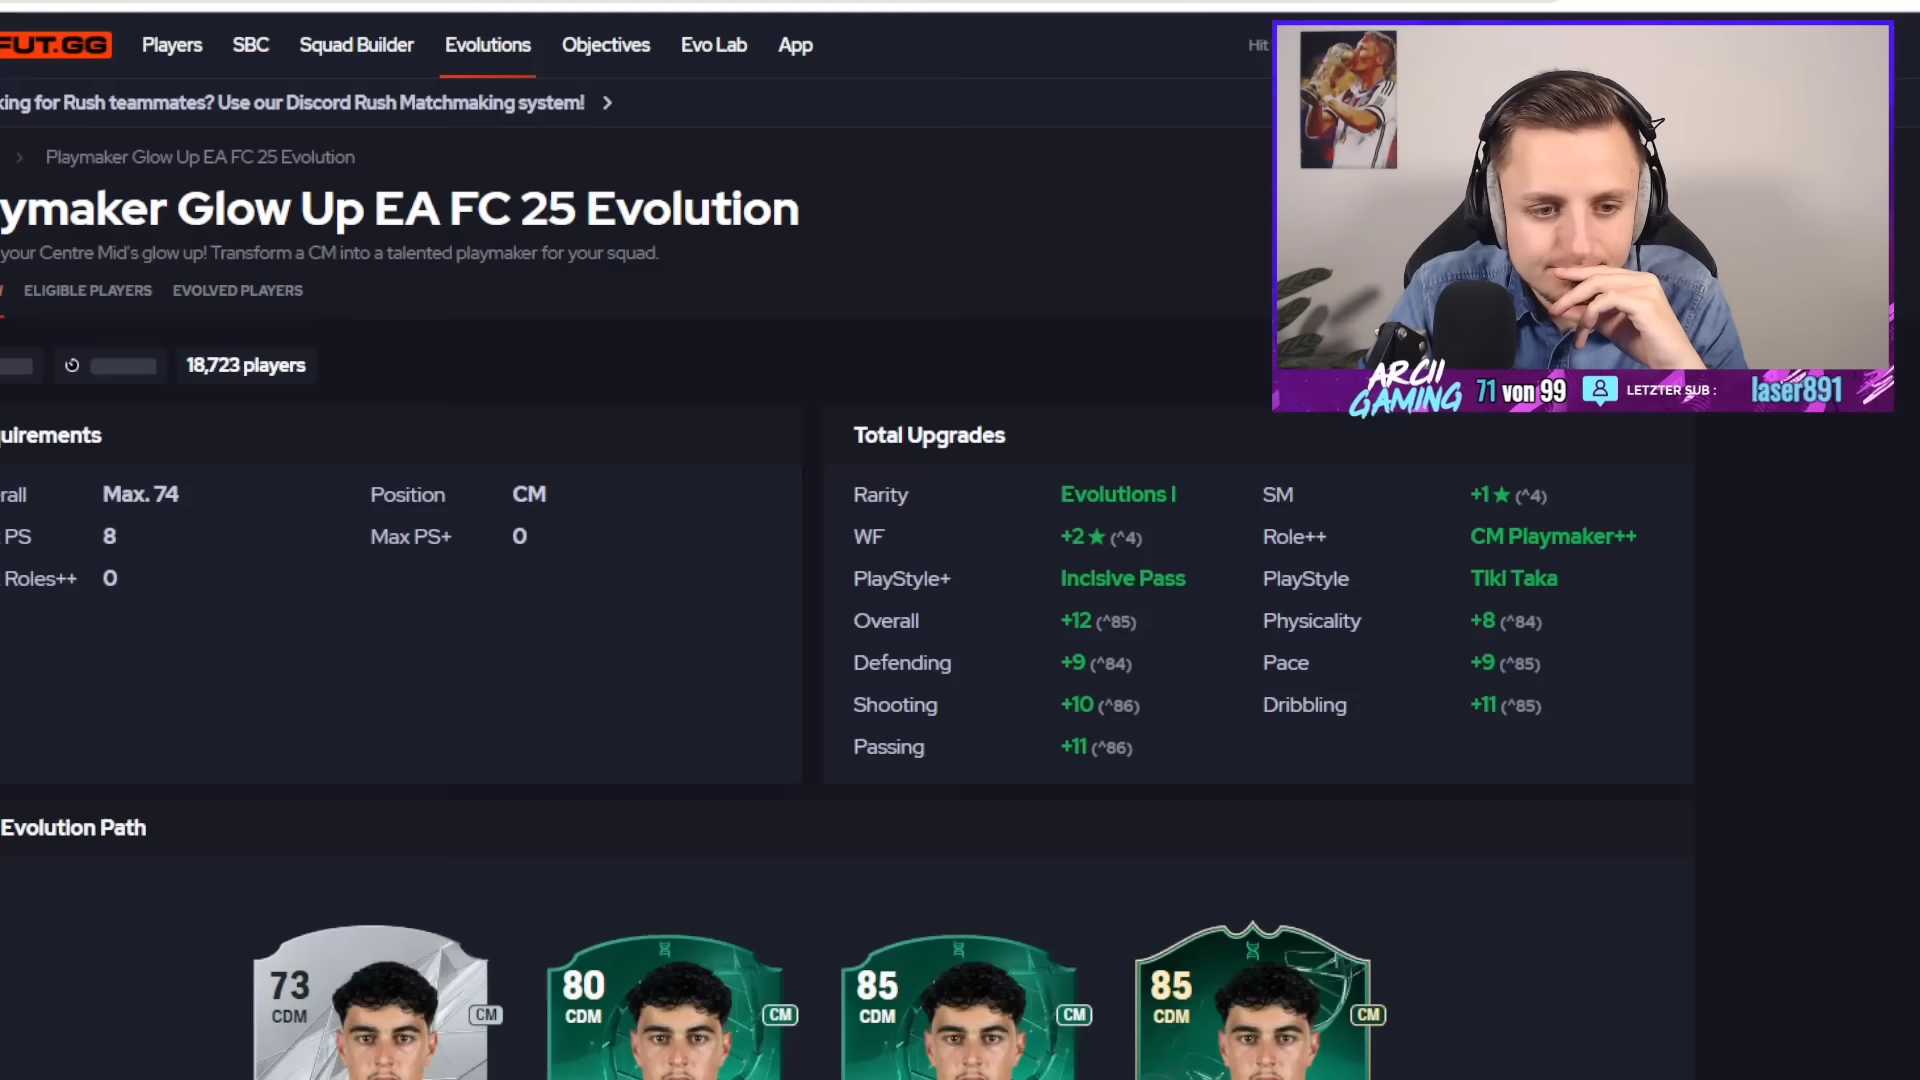 FUT.GG Players SBC Squad Builder Evolutions Objectives Evo Lab App Hit
king for Rush teammates? Use our Discord Rush Matchmaking system!
Playmaker Glow Up EA FC 25 Evolution
ymaker Glow Up EA FC 25 Evolution
your Centre Mid's glow up! Transform a CM into a talented playmaker for your squad.
ELIGIBLE PLAYERS EVOLVED PLAYERS
18,723 players
ARCII GAMING 71 von 99 LETZTER SUB : laser891
uirements
rall Max. 74 Position CM
PS 8 Max PS+ 0
Roles++ 0
Total Upgrades
Rarity Evolutions I SM +1★ (^4)
WF +2★ (^4) Role++ CM Playmaker++
PlayStyle+ Incisive Pass PlayStyle Tiki Taka
Overall +12 (^85) Physicality +8 (^84)
Defending +9 (^84) Pace +9 (^85)
Shooting +10 (^86) Dribbling +11 (^85)
Passing +11 (^86)
Evolution Path
73 80 85 85
CDM CM CDM CM CDM CM CDM CM